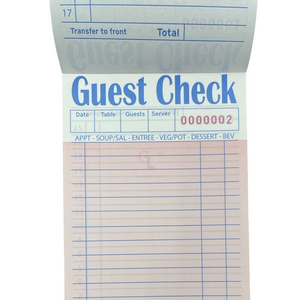 17
Transfer to front Total
Guest Check
Date Table Guests Server 0000002
APPT - SOUP/SAL - ENTREE - VEG/POT - DESSERT - BEV